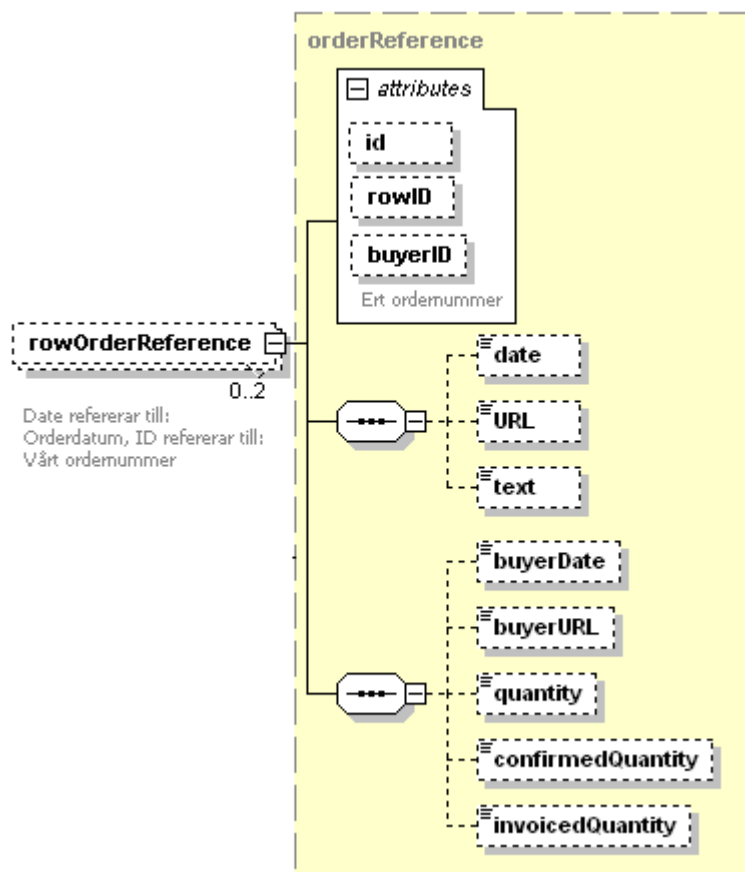 orderReference
attributes
id
rowID
buyerID
Ert ordernummer
rowOrderReference
0..2
Date refererar till:
Orderdatum, ID refererar till:
Vårt ordernummer
date
URL
text
buyerDate
buyerURL
quantity
confirmedQuantity
invoicedQuantity